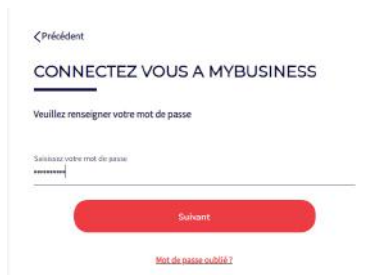 Précédent
CONNECTEZ VOUS A MYBUSINESS
Veuillez renseigner votre mot de passe
Saisissez votre mot de passe
••••••••••
Suivant
Mot de passe oublié ?